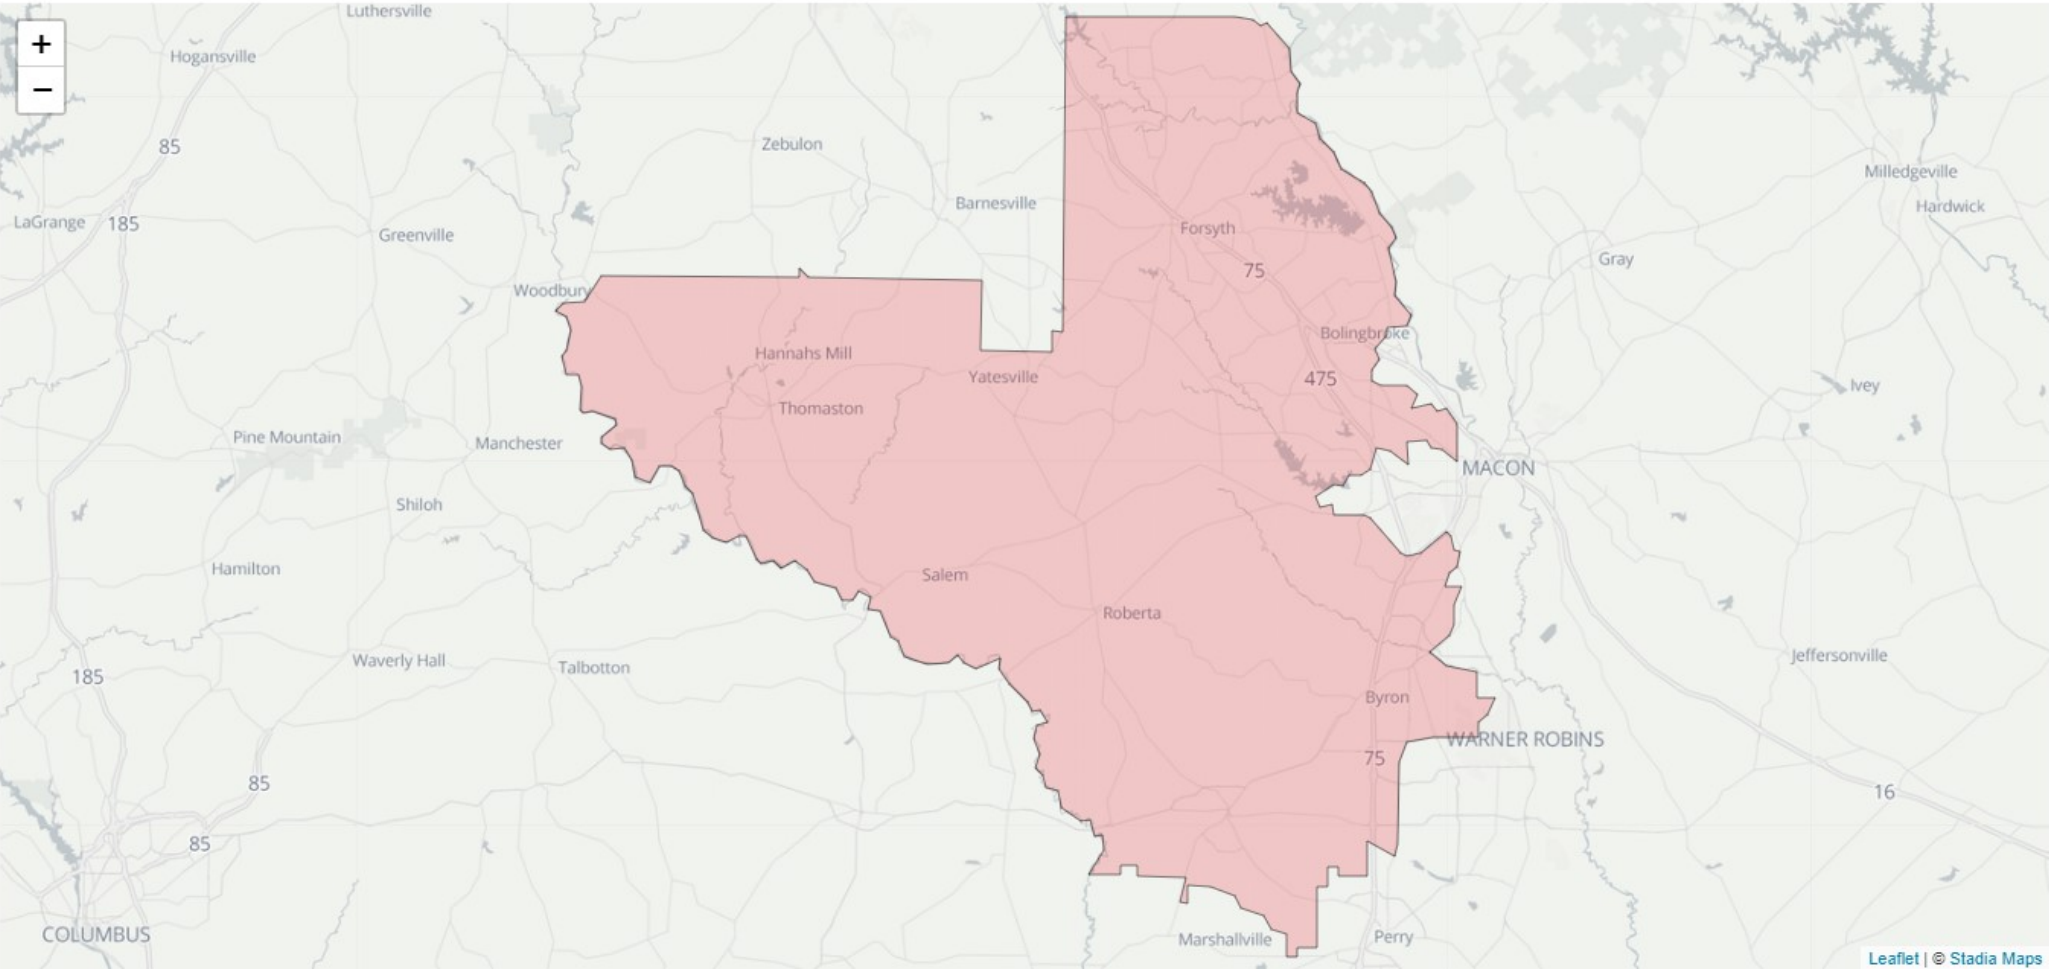 Luthersville
+
Hogansville
−
Zebulon
85
Milledgeville
Barnesville
Hardwick
LaGrange
185
Forsyth
Greenville
Gray
75
Woodbury
Bolingbroke
Hannahs Mill
Yatesville
475
Ivey
Thomaston
Pine Mountain
Manchester
MACON
Shiloh
Hamilton
Salem
Roberta
Jeffersonville
Waverly Hall
Talbotton
185
Byron
WARNER ROBINS
75
85
16
85
COLUMBUS
Marshallville
Perry
Leaflet | © Stadia Maps